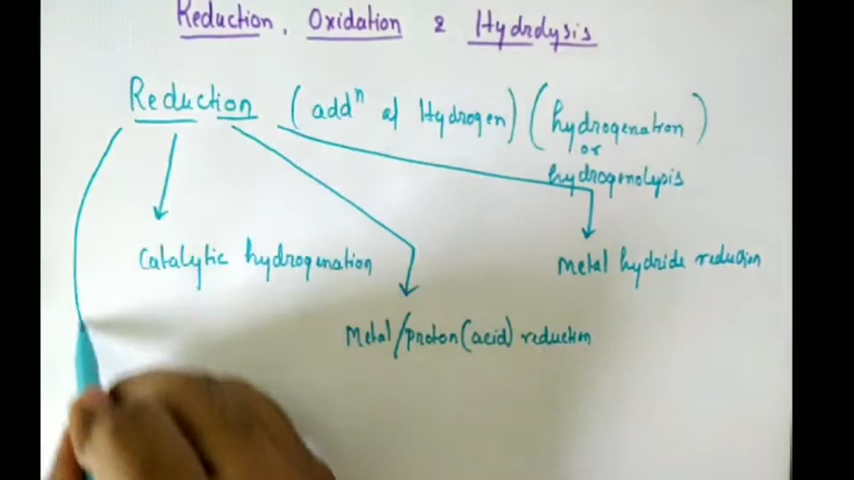 Reduction, Oxidation & Hydrolysis
Reduction (addⁿ of Hydrogen) (hydrogenation
or
hydrogenolysis)
Catalytic hydrogenation
Metal hydride reduction
Metal/proton(acid) reduction